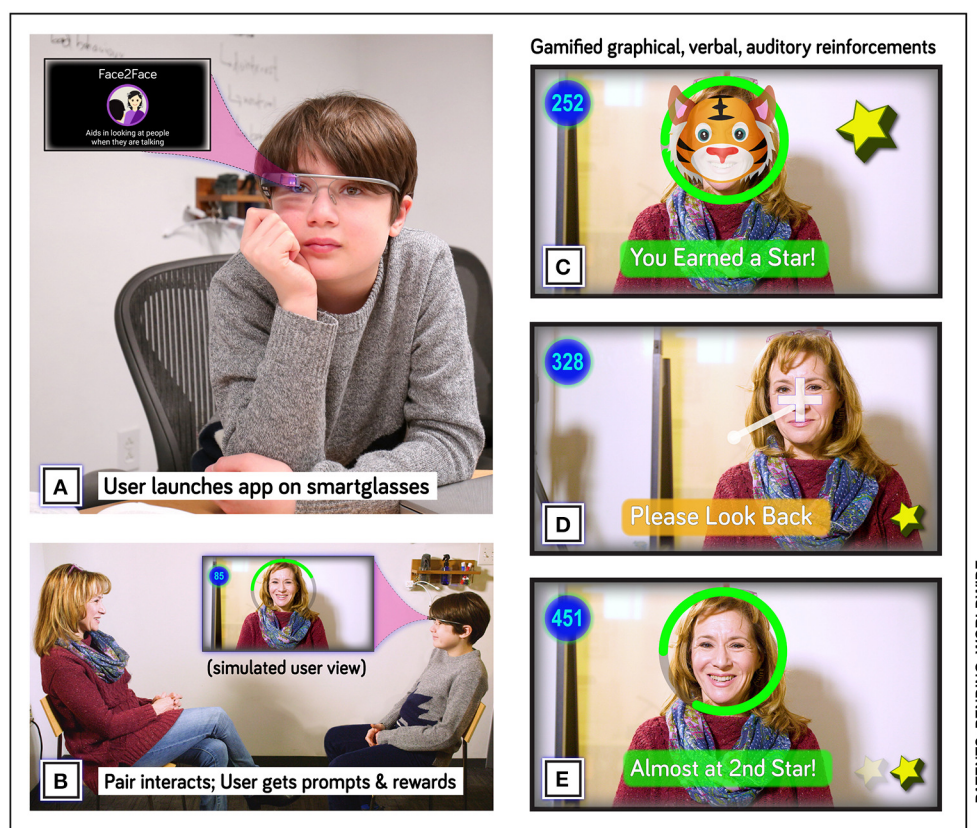 Face2Face
Aids in looking at people
when they are talking
A
User launches app on smartglasses
85
(simulated user view)
B
Pair interacts; User gets prompts & rewards
Gamified graphical, verbal, auditory reinforcements
252
C
You Earned a Star!
328
D
Please Look Back
451
E
Almost at 2nd Star!